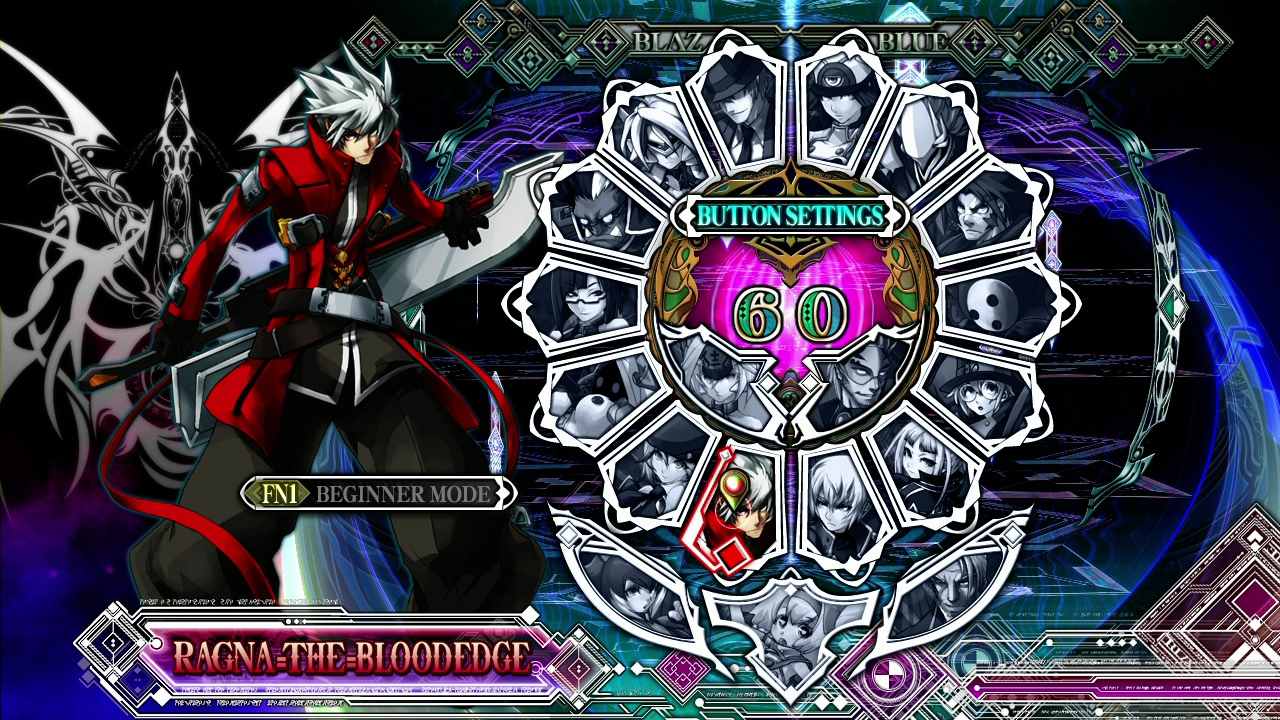 BLAZ BLUE
BUTTON SETTINGS
60
FN1 BEGINNER MODE
RAGNA=THE=BLOODEDGE